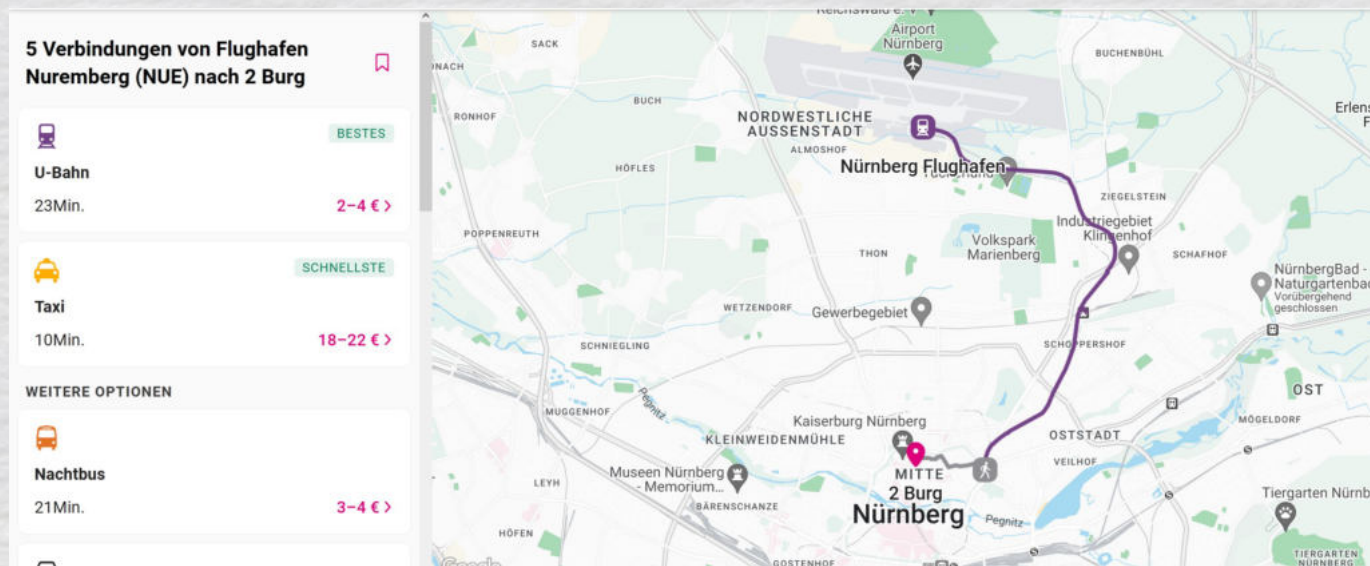 5 Verbindungen von Flughafen
Nuremberg (NUE) nach 2 Burg
BESTES
U-Bahn
23Min.
2–4 €
SCHNELLSTE
Taxi
10Min.
18–22 €
WEITERE OPTIONEN
Nachtbus
21Min.
3–4 €
SACK
Airport
Nürnberg
BUCHENBÜHL
RONHOF
BUCH
NORDWESTLICHE
AUSSENSTADT
ALMOSHOF
HÖFLES
Nürnberg Flughafen
ZIEGELSTEIN
Industriegebiet
Klingenhof
POPPENREUTH
THON
Volkspark
Marienberg
SCHAFHOF
NürnbergBad -
Naturgartenbad
Vorübergehend
geschlossen
WETZENDORF
Gewerbegebiet
SCHNIEGLING
SCHOPPERSHOF
Pegnitz
OST
MUGGENHOF
Kaiserburg Nürnberg
MÖGELDORF
KLEINWEIDENMÜHLE
OSTSTADT
VEILHOF
Museen Nürnberg
- Memorium...
MITTE
LEYH
2 Burg
Tiergarten Nürnb
BÄRENSCHANZE
Nürnberg
Pegnitz
HÖFEN
TIERGARTEN
NÜRNBERG
GOSTENHOF